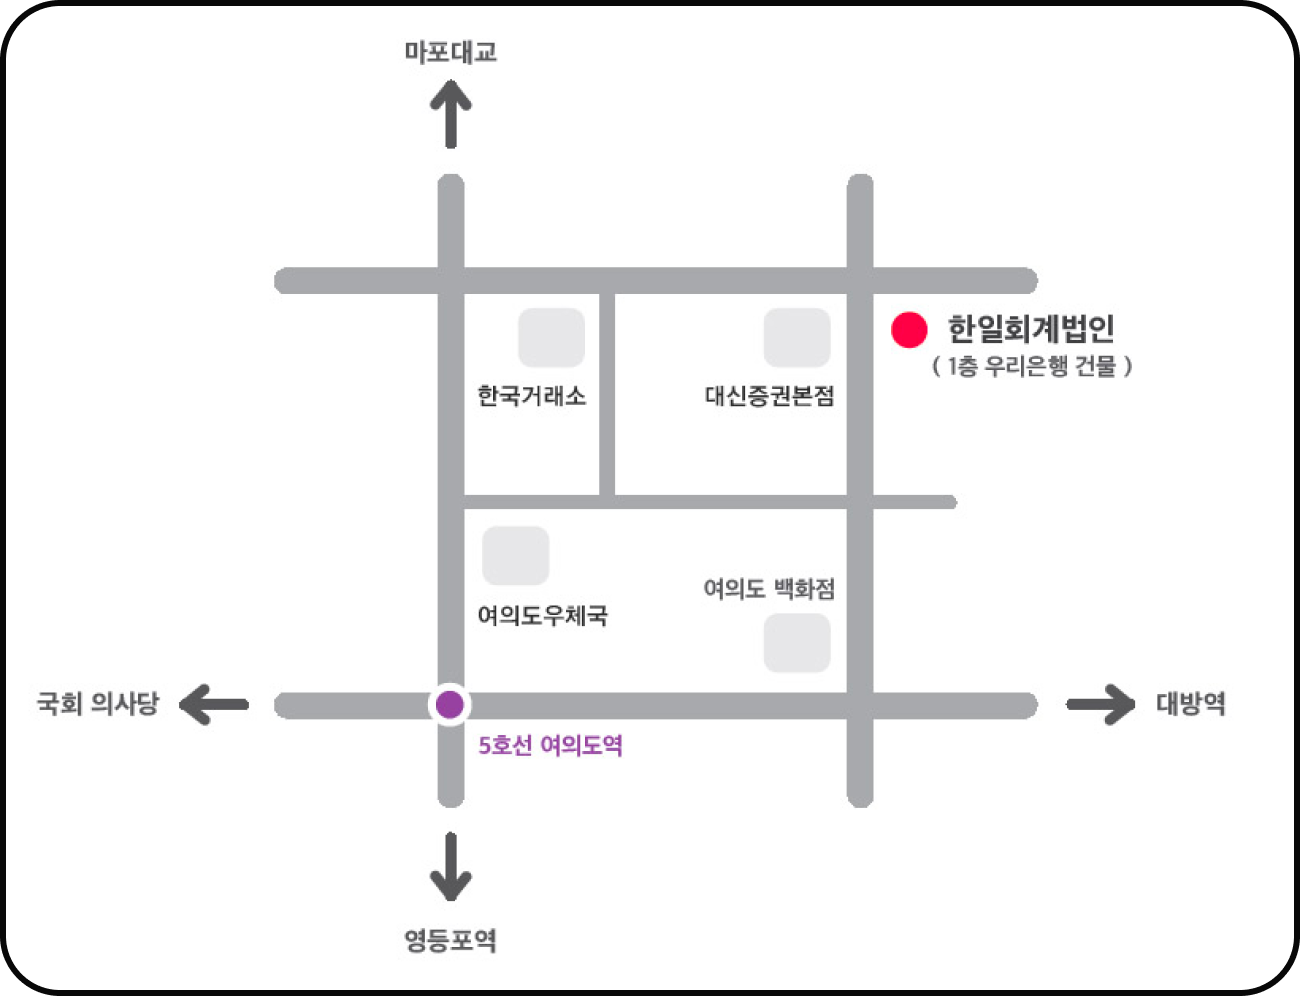 마포대교
한일회계법인
( 1층 우리은행 건물 )
한국거래소
대신증권본점
여의도 백화점
여의도우체국
국회 의사당
대방역
5호선 여의도역
영등포역